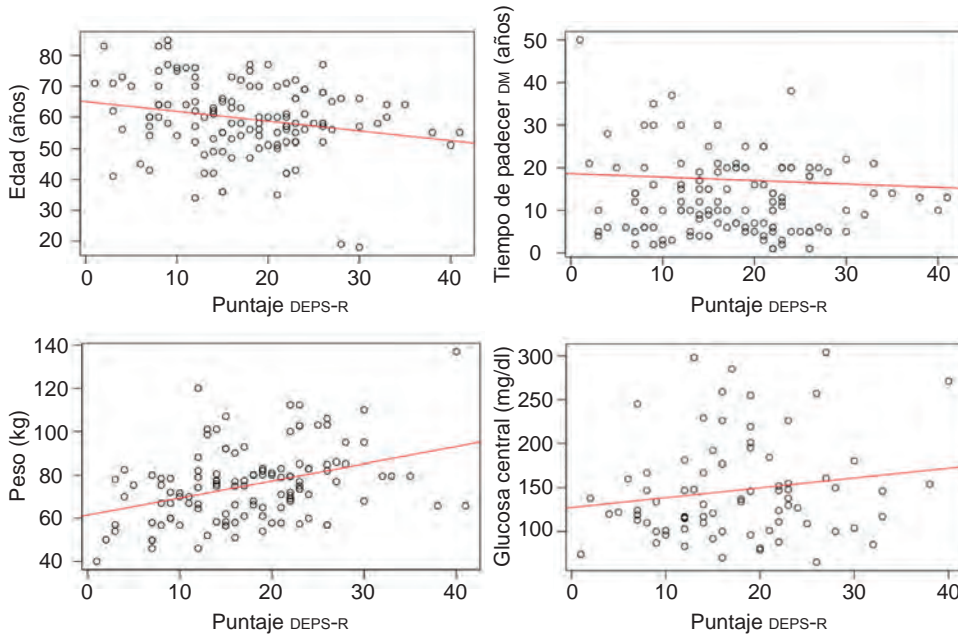 Edad (años)
80
70
60
50
40
30
20
0 10 20 30 40
Puntaje DEPS-R
Tiempo de padecer DM (años)
50
40
30
20
10
0
0 10 20 30 40
Puntaje DEPS-R
Peso (kg)
140
120
100
80
60
40
0 10 20 30 40
Puntaje DEPS-R
Glucosa central (mg/dl)
300
250
200
150
100
0 10 20 30 40
Puntaje DEPS-R